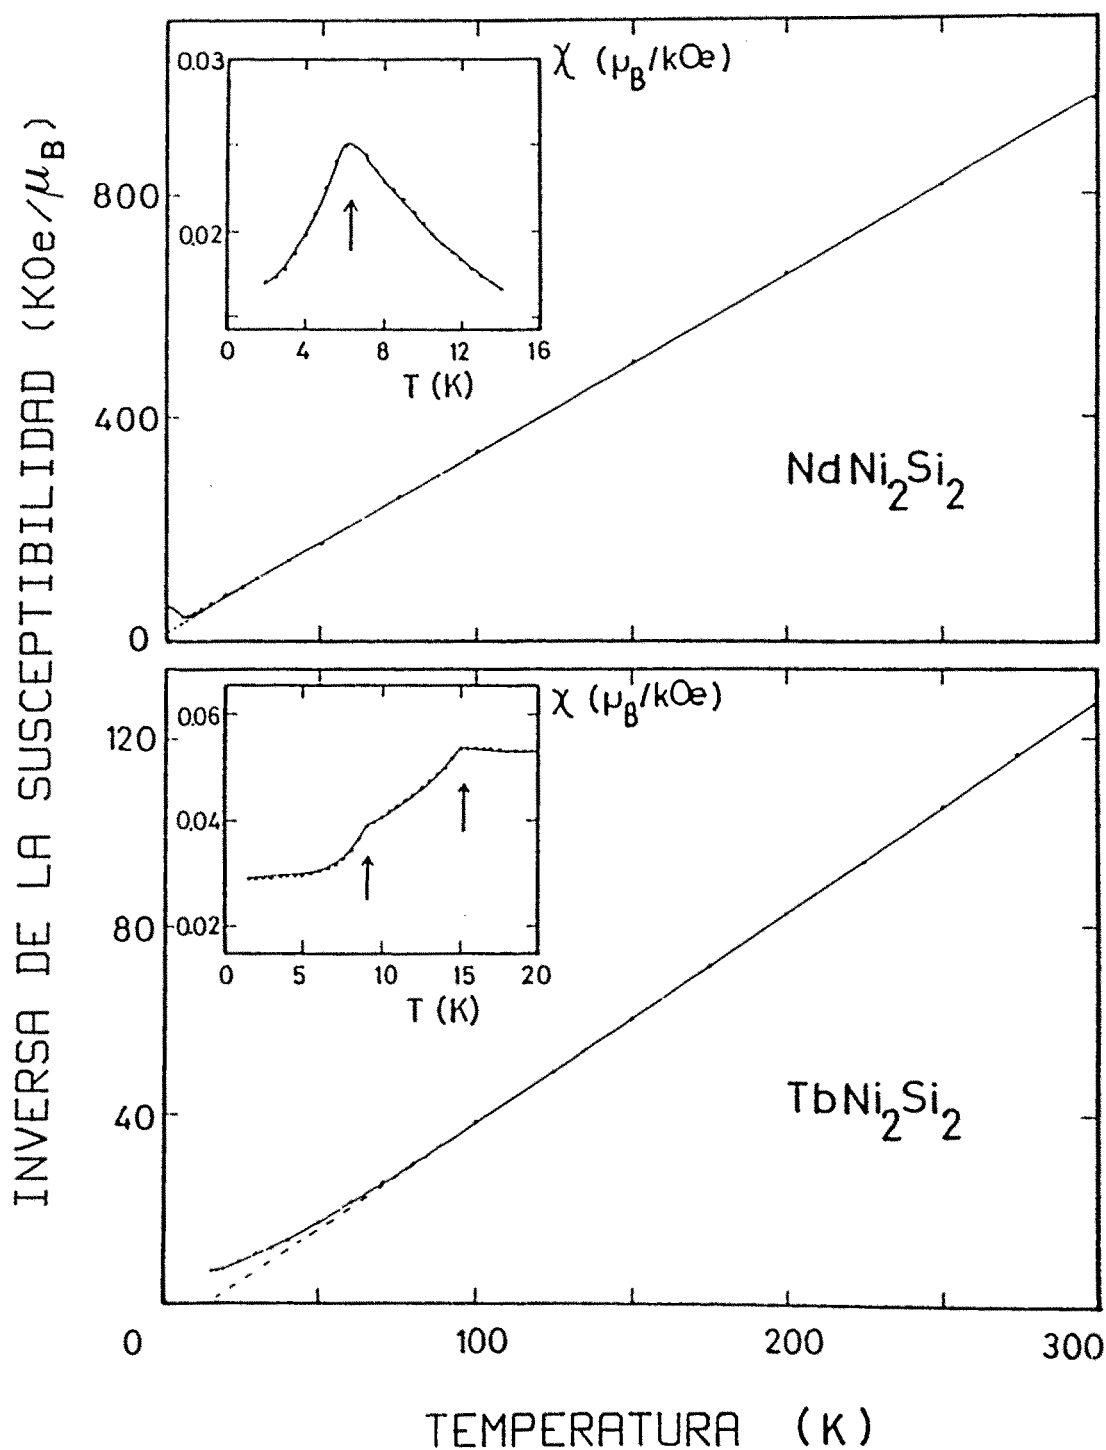 INVERSA DE LA SUSCEPTIBILIDAD (KOe/μB)
0.03
χ (μB/kOe)
800
0.02
0 4 8 12 16
T (K)
400
NdNi2Si2
0
χ (μB/kOe)
0.06
120
0.04
80
0.02
0 5 10 15 20
T (K)
TbNi2Si2
40
0 100 200 300
TEMPERATURA (K)